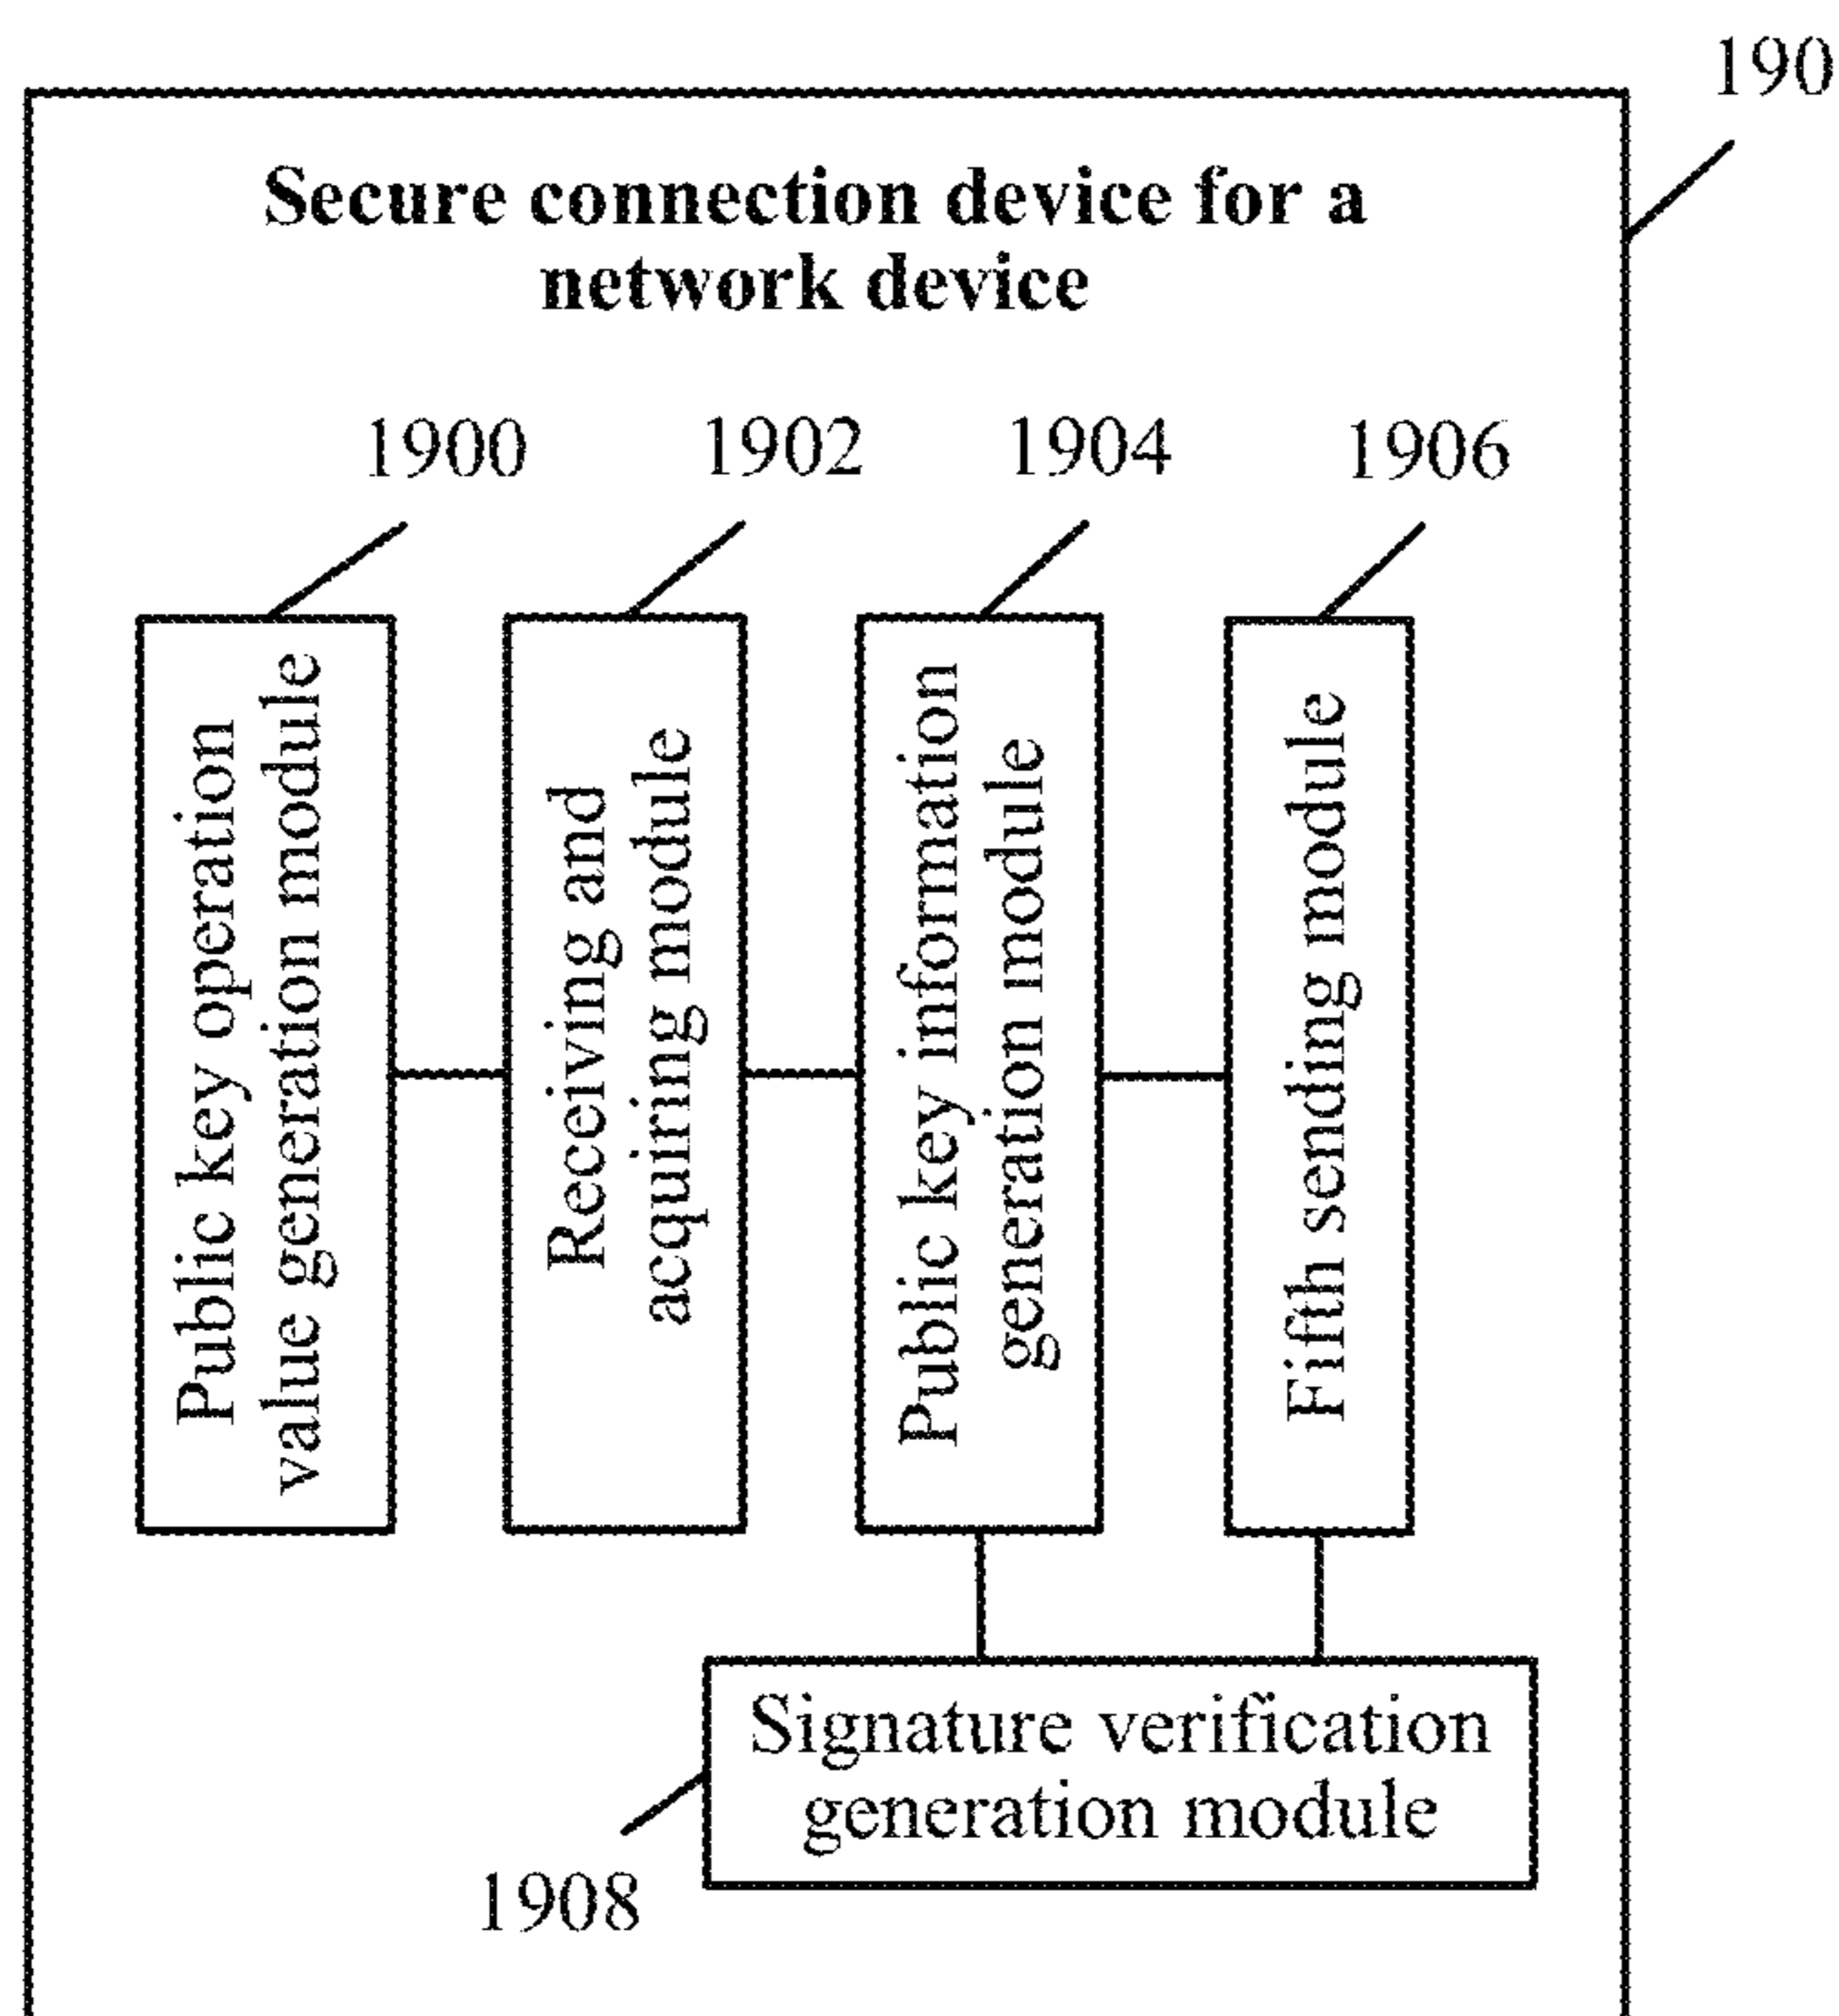 190
Secure connection device for a
network device
1900
1902
1904
1906
Public key operation
value generation module
Receiving and
acquiring module
Public key information
generation module
Fifth sending module
Signature verification
generation module
1908